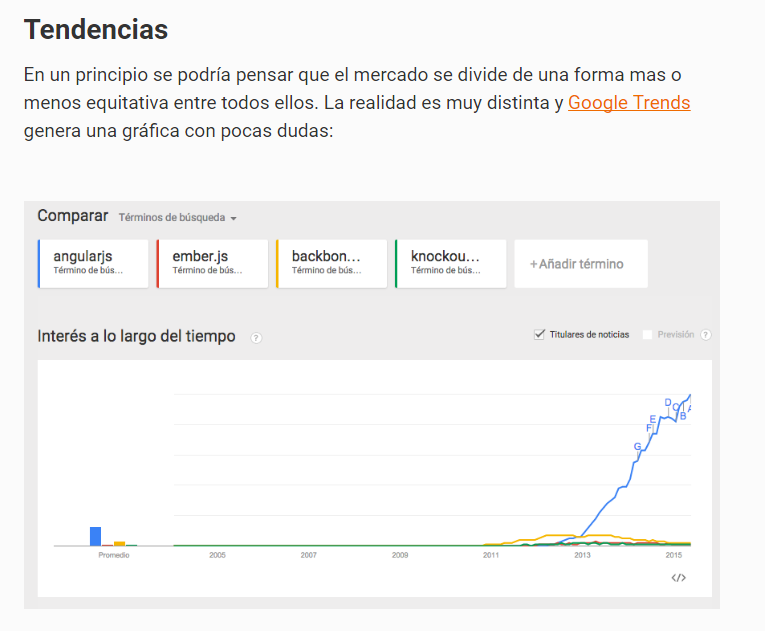 Tendencias
En un principio se podría pensar que el mercado se divide de una forma mas o
menos equitativa entre todos ellos. La realidad es muy distinta y Google Trends
genera una gráfica con pocas dudas:
Comparar Términos de búsqueda
angularjs ember.js backbon... knockou... +Añadir término
Término de bús... Término de bús... Término de bús... Término de bús...
Interés a lo largo del tiempo ? Titulares de noticias Previsión ?
D C A
E B
F
G
Promedio 2005 2007 2009 2011 2013 2015
</>